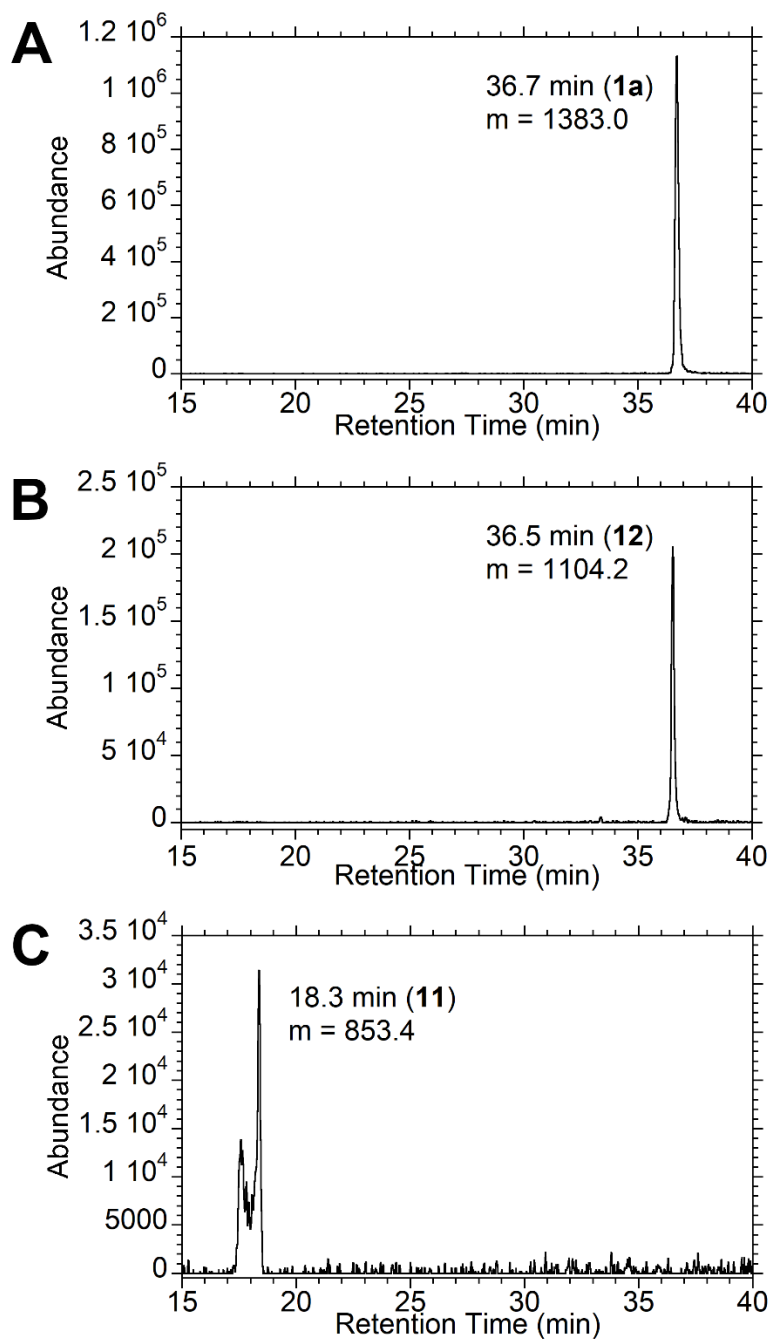 A
1.2 10⁶
1 10⁶
8 10⁵
6 10⁵
4 10⁵
2 10⁵
0
Abundance
36.7 min (1a)
m = 1383.0
15 20 25 30 35 40
Retention Time (min)
B
2.5 10⁵
2 10⁵
1.5 10⁵
1 10⁵
5 10⁴
0
Abundance
36.5 min (12)
m = 1104.2
15 20 25 30 35 40
Retention Time (min)
C
3.5 10⁴
3 10⁴
2.5 10⁴
2 10⁴
1.5 10⁴
1 10⁴
5000
0
Abundance
18.3 min (11)
m = 853.4
15 20 25 30 35 40
Retention Time (min)